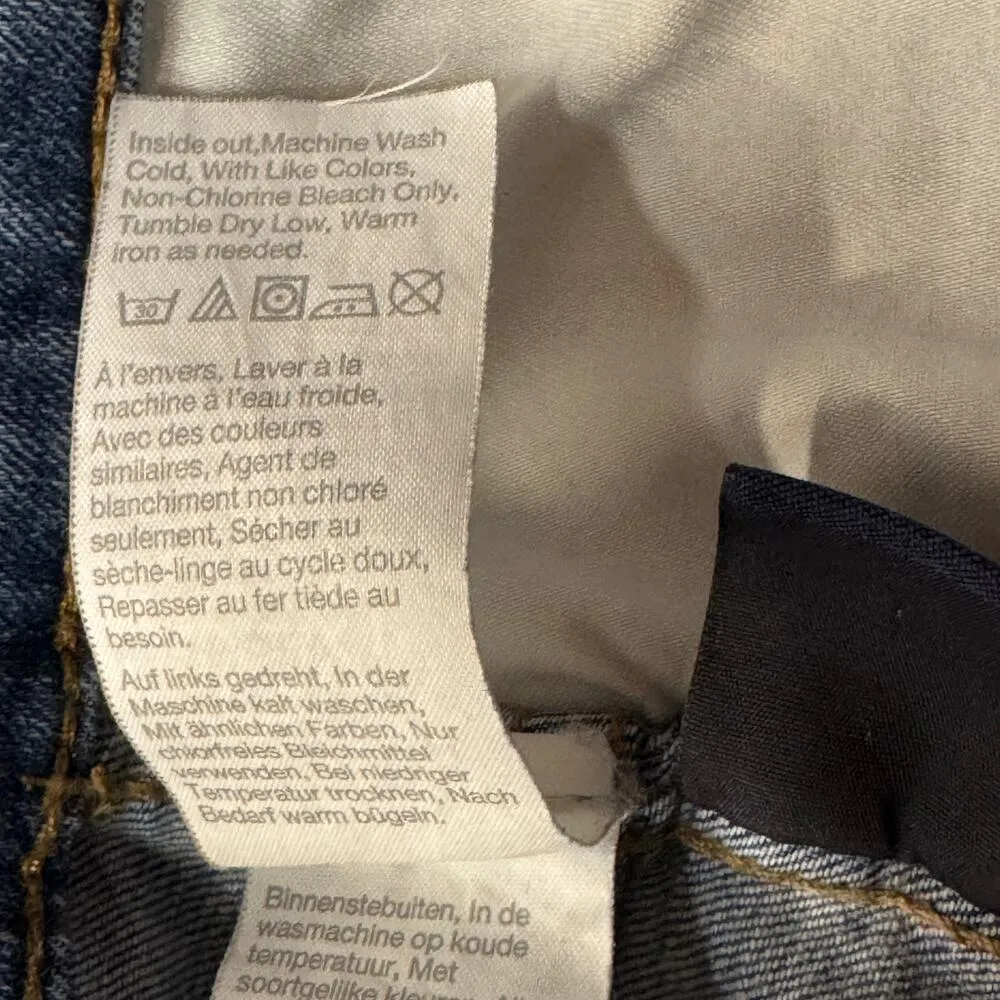 Inside out,Machine Wash
Cold, With Like Colors,
Non-Chlorine Bleach Only,
Tumble Dry Low, Warm
Iron as needed.
30
À l'envers, Laver à la
machine à l'eau froide,
Avec des couleurs
similaires, Agent de
blanchiment non chloré
seulement, Sécher au
sèche-linge au cycle doux,
Repasser au fer tiède au
besoin.
Auf links gedreht, In der
Maschine kalt waschen,
Mit ähnlichen Farben, Nur
chlorfreies Bleichmittel
verwenden, Bei niedriger
Temperatur trocknen, Nach
Bedarf warm bügeln.
Binnenstebuiten, In de
wasmachine op koude
temperatuur, Met
soortgelijke